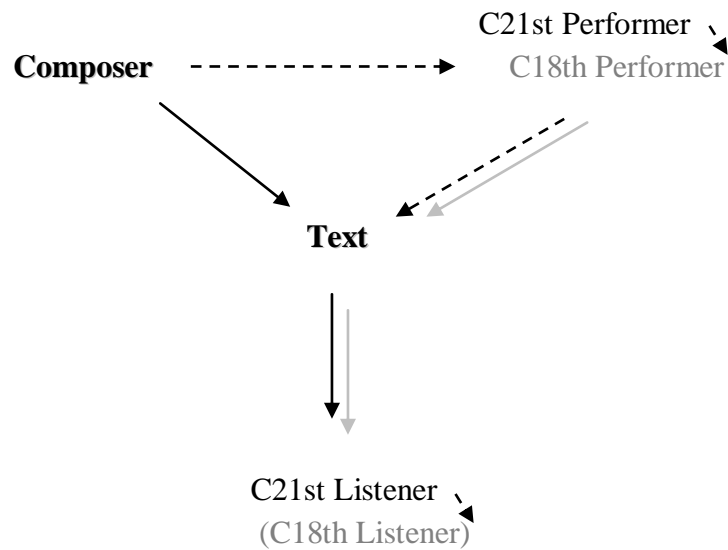 C21st Performer
Composer
C18th Performer
Text
C21st Listener
(C18th Listener)